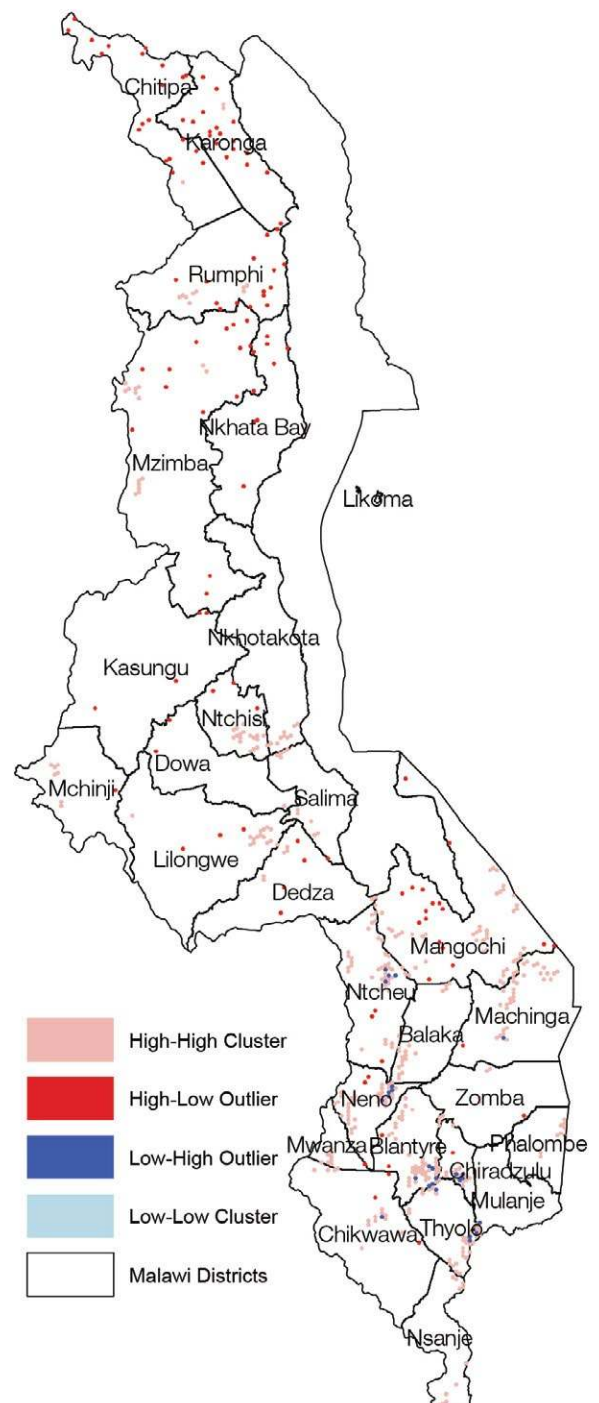 Chitipa
Karonga
Rumphi
Nkhata Bay
Mzimba
Likoma
Nkhotakota
Kasungu
Ntchisi
Dowa
Mchinji
Salima
Lilongwe
Dedza
Mangochi
Ntcheu
Machinga
Balaka
Neno
Zomba
Mwanza
Blantyre
Phalombe
Chiradzulu
Mulanje
Thyolo
Chikwawa
Nsanje
High-High Cluster
High-Low Outlier
Low-High Outlier
Low-Low Cluster
Malawi Districts